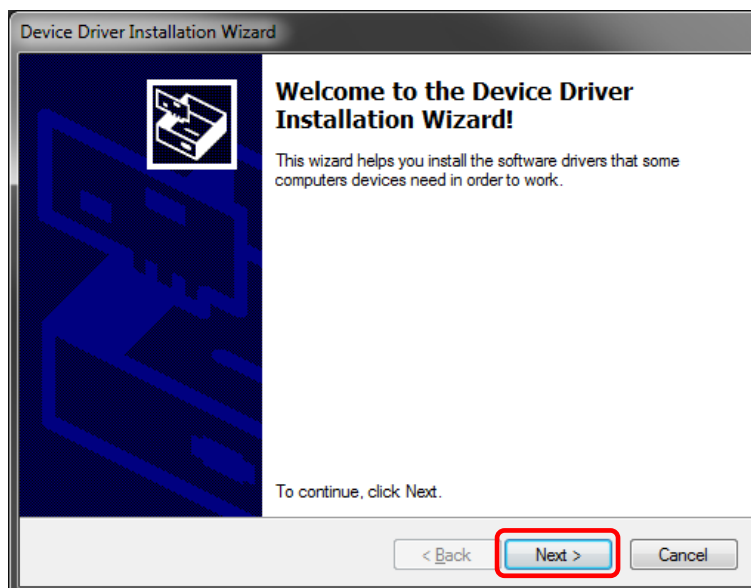 Device Driver Installation Wizard
Welcome to the Device Driver
Installation Wizard!
This wizard helps you install the software drivers that some
computers devices need in order to work.
To continue, click Next.
< Back
Next >
Cancel